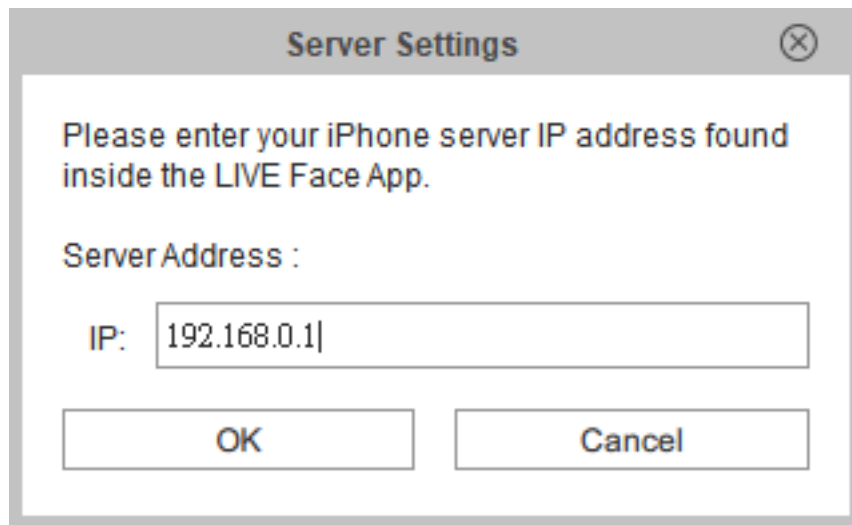 Server Settings
Please enter your iPhone server IP address found
inside the LIVE Face App.
Server Address :
IP: 192.168.0.1
OK Cancel